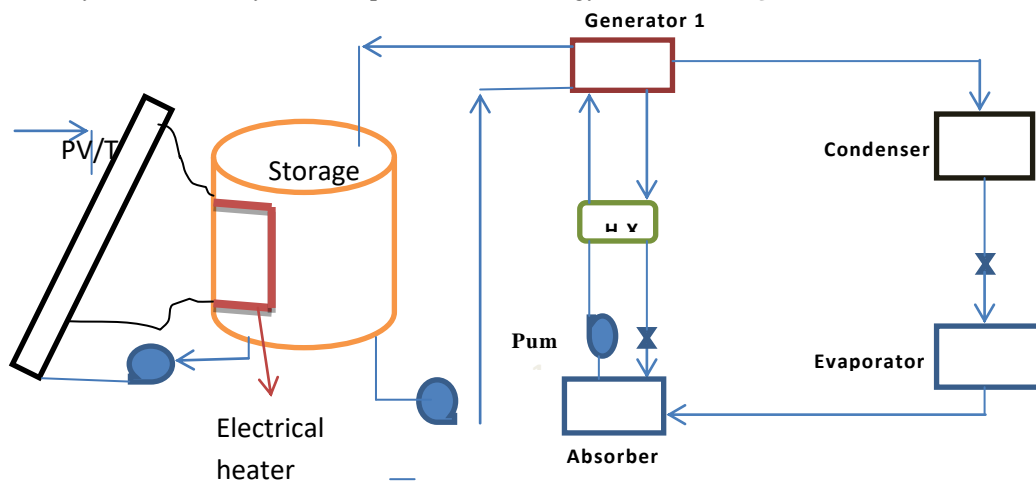 Generator 1
PV/T
Storage
Condenser
H X
Pum
Evaporator
Electrical
heater
Absorber